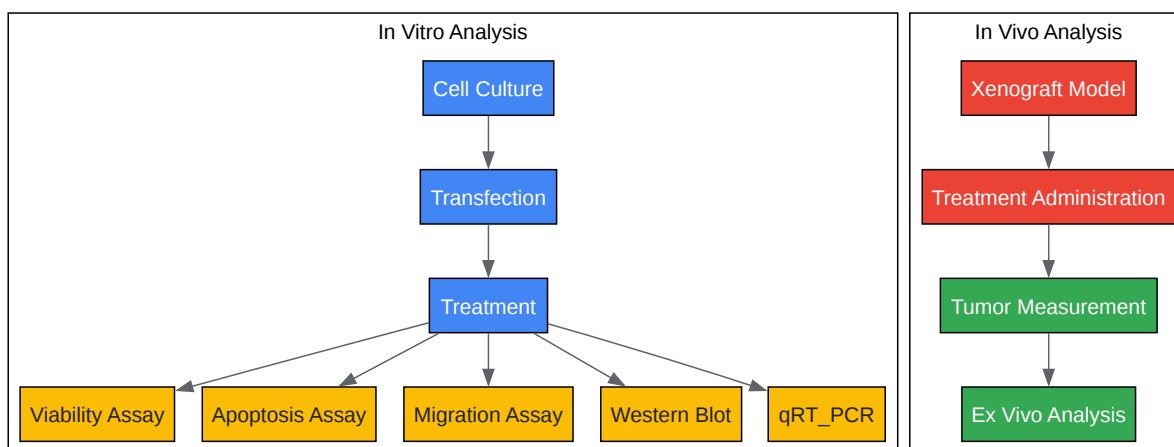 In Vitro Analysis
Cell Culture
Transfection
Treatment
Viability Assay
Apoptosis Assay
Migration Assay
Western Blot
qRT_PCR
In Vivo Analysis
Xenograft Model
Treatment Administration
Tumor Measurement
Ex Vivo Analysis